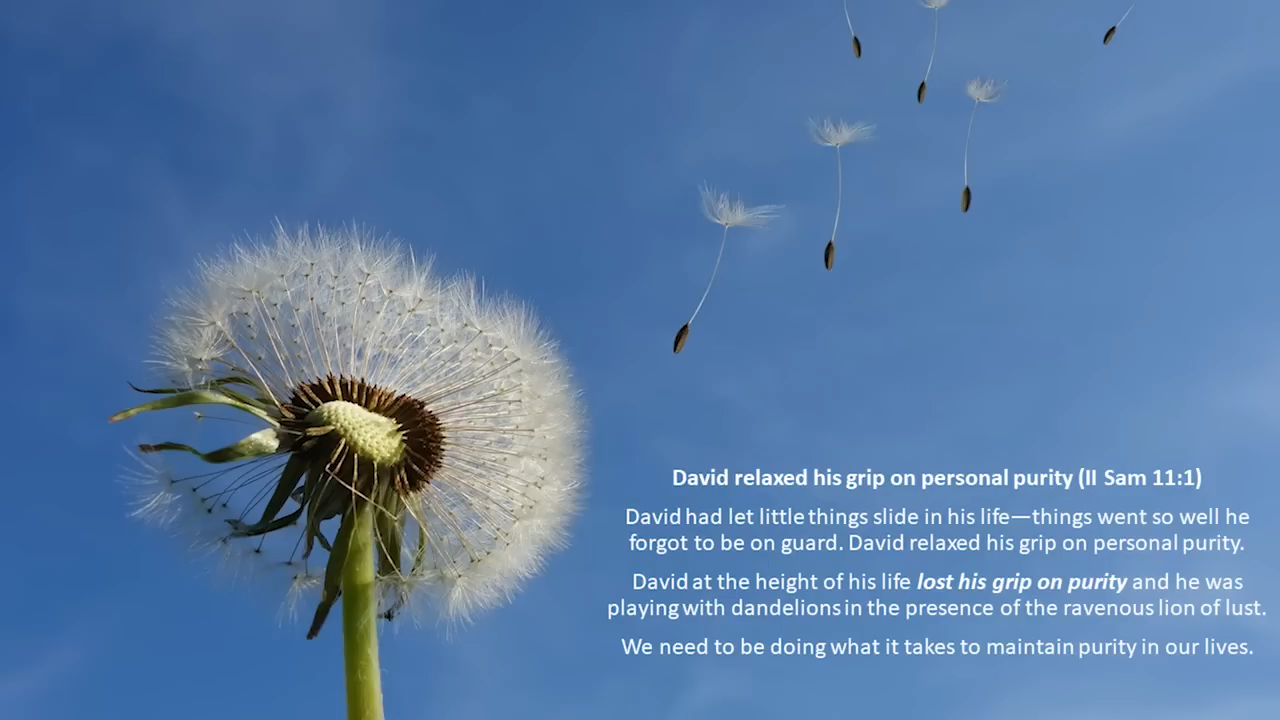 David relaxed his grip on personal purity (II Sam 11:1)
David had let little things slide in his life—things went so well he
forgot to be on guard. David relaxed his grip on personal purity.
David at the height of his life lost his grip on purity and he was
playing with dandelions in the presence of the ravenous lion of lust.
We need to be doing what it takes to maintain purity in our lives.